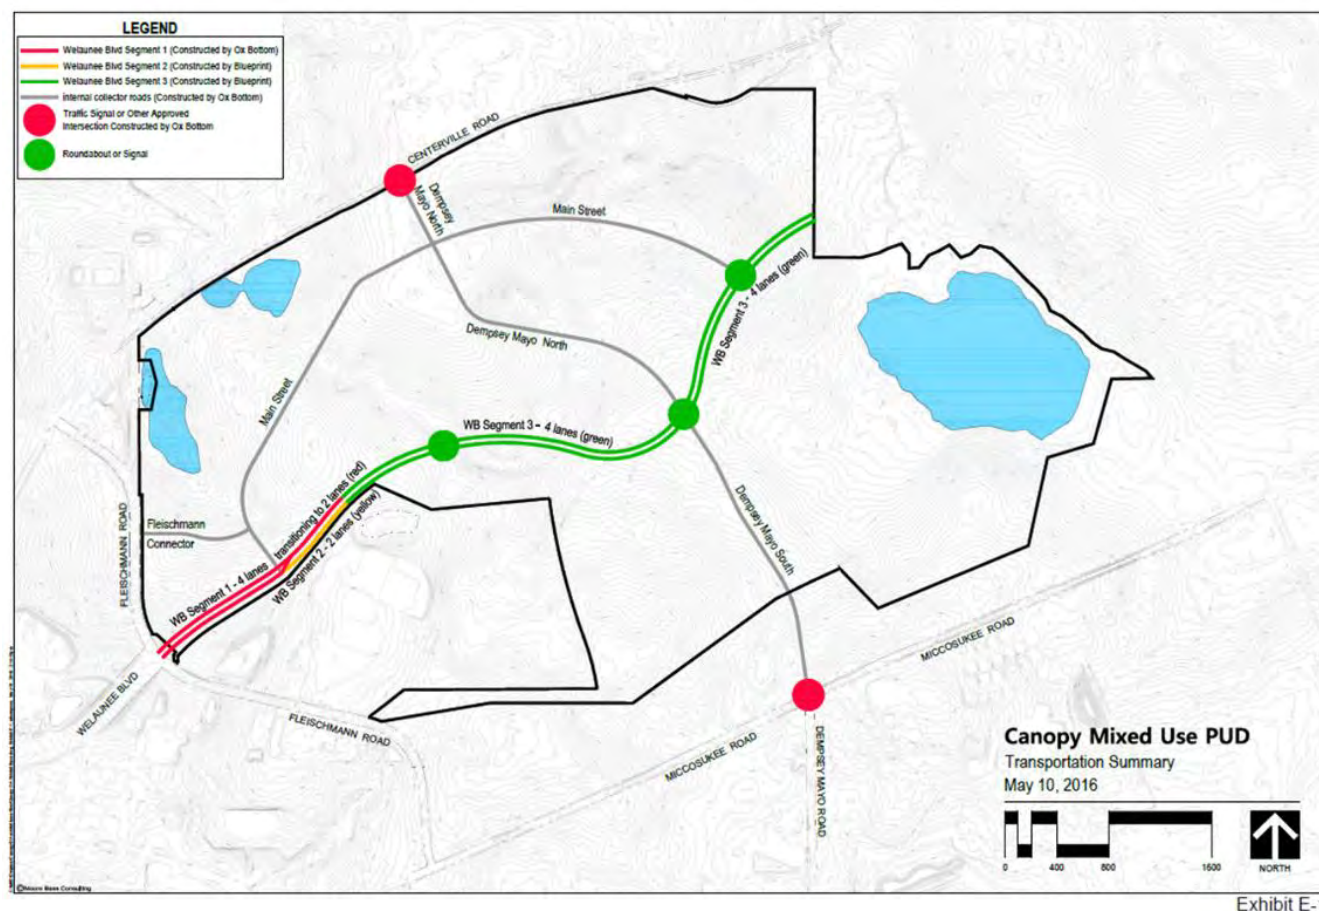 LEGEND
Welaunee Blvd Segment 1 (Constructed by Ox Bottom)
Welaunee Blvd Segment 2 (Constructed by Blueprint)
Welaunee Blvd Segment 3 (Constructed by Blueprint)
internal collector roads (Constructed by Ox Bottom)
Traffic Signal or Other Approved
Intersection Constructed by Ox Bottom
Roundabout or Signal
CENTERVILLE ROAD
Dempsey
Mayo North
Main Street
WB Segment 3 - 4 lanes (green)
Dempsey Mayo North
Main Street
WB Segment 3 - 4 lanes (green)
transitioning to 2 lanes (red)
WB Segment 2 - 2 lanes (yellow)
Dempsey Mayo South
Fleischmann
Connector
FLEISCHMANN ROAD
WB Segment 1 - 4 lanes
WELAUNEE BLVD
FLEISCHMANN ROAD
MICCOSUKEE ROAD
MICCOSUKEE ROAD
DEMPSEY MAYO ROAD
Canopy Mixed Use PUD
Transportation Summary
May 10, 2016
0 400 800 1600
NORTH
©Moore Bass Consulting
Exhibit E-